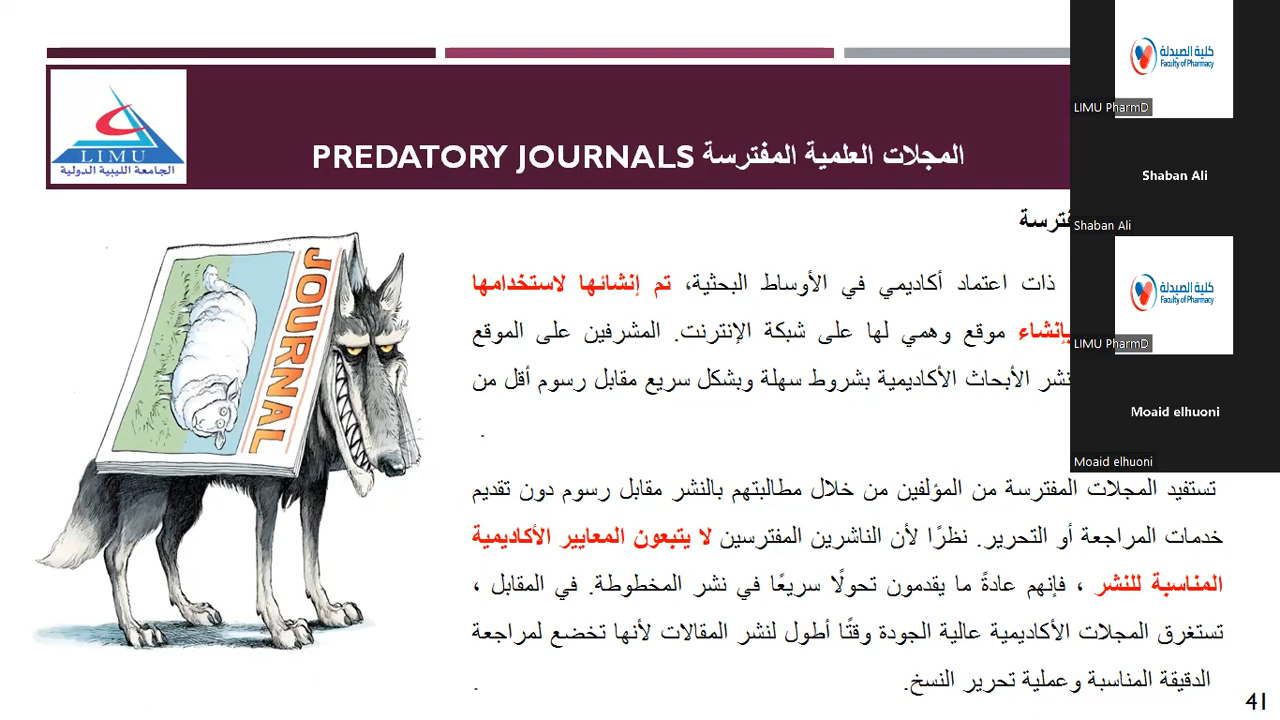 كلية الصيدلة
Faculty of Pharmacy
LIMU PharmD
Shaban Ali
Shaban Ali
كلية الصيدلة
Faculty of Pharmacy
LIMU PharmD
Moaid elhuoni
Moaid elhuoni
LIMU
الجامعة الليبية الدولية
المجلات العلمية المفترسة PREDATORY JOURNALS
ذات اعتماد أكاديمي في الأوساط البحثية، تم إنشائها لاستخدامها
بإنشاء موقع وهمي لها على شبكة الإنترنت. المشرفين على الموقع
نشر الأبحاث الأكاديمية بشروط سهلة وبشكل سريع مقابل رسوم أقل من
.
تستفيد المجلات المفترسة من المؤلفين من خلال مطالبتهم بالنشر مقابل رسوم دون تقديم
خدمات المراجعة أو التحرير. نظرًا لأن الناشرين المفترسين لا يتبعون المعايير الأكاديمية
المناسبة للنشر ، فإنهم عادةً ما يقدمون تحولًا سريعًا في نشر المخطوطة. في المقابل ،
تستغرق المجلات الأكاديمية عالية الجودة وقتًا أطول لنشر المقالات لأنها تخضع لمراجعة
الدقيقة المناسبة وعملية تحرير النسخ.
.
JOURNAL
41